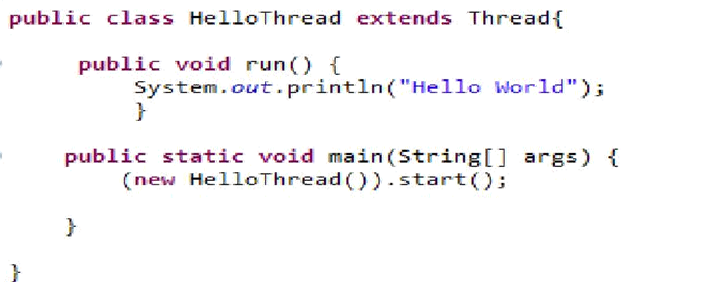 public class HelloThread extends Thread{
public void run() {
System.out.println("Hello World");
}
public static void main(String[] args) {
(new HelloThread()).start();
}
}